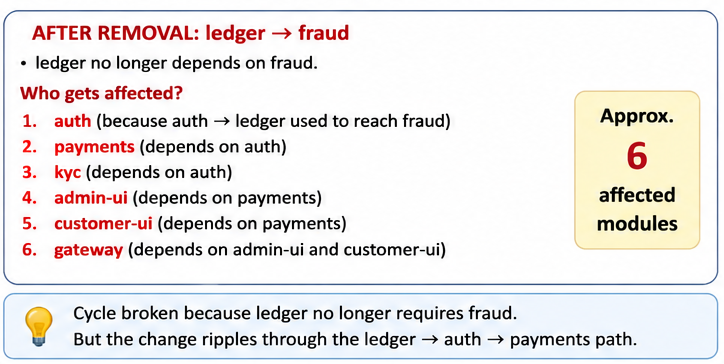 AFTER REMOVAL: ledger → fraud
• ledger no longer depends on fraud.
Who gets affected?
1. auth (because auth → ledger used to reach fraud)
2. payments (depends on auth)
3. kyc (depends on auth)
4. admin-ui (depends on payments)
5. customer-ui (depends on payments)
6. gateway (depends on admin-ui and customer-ui)
Approx.
6
affected
modules
Cycle broken because ledger no longer requires fraud.
But the change ripples through the ledger → auth → payments path.